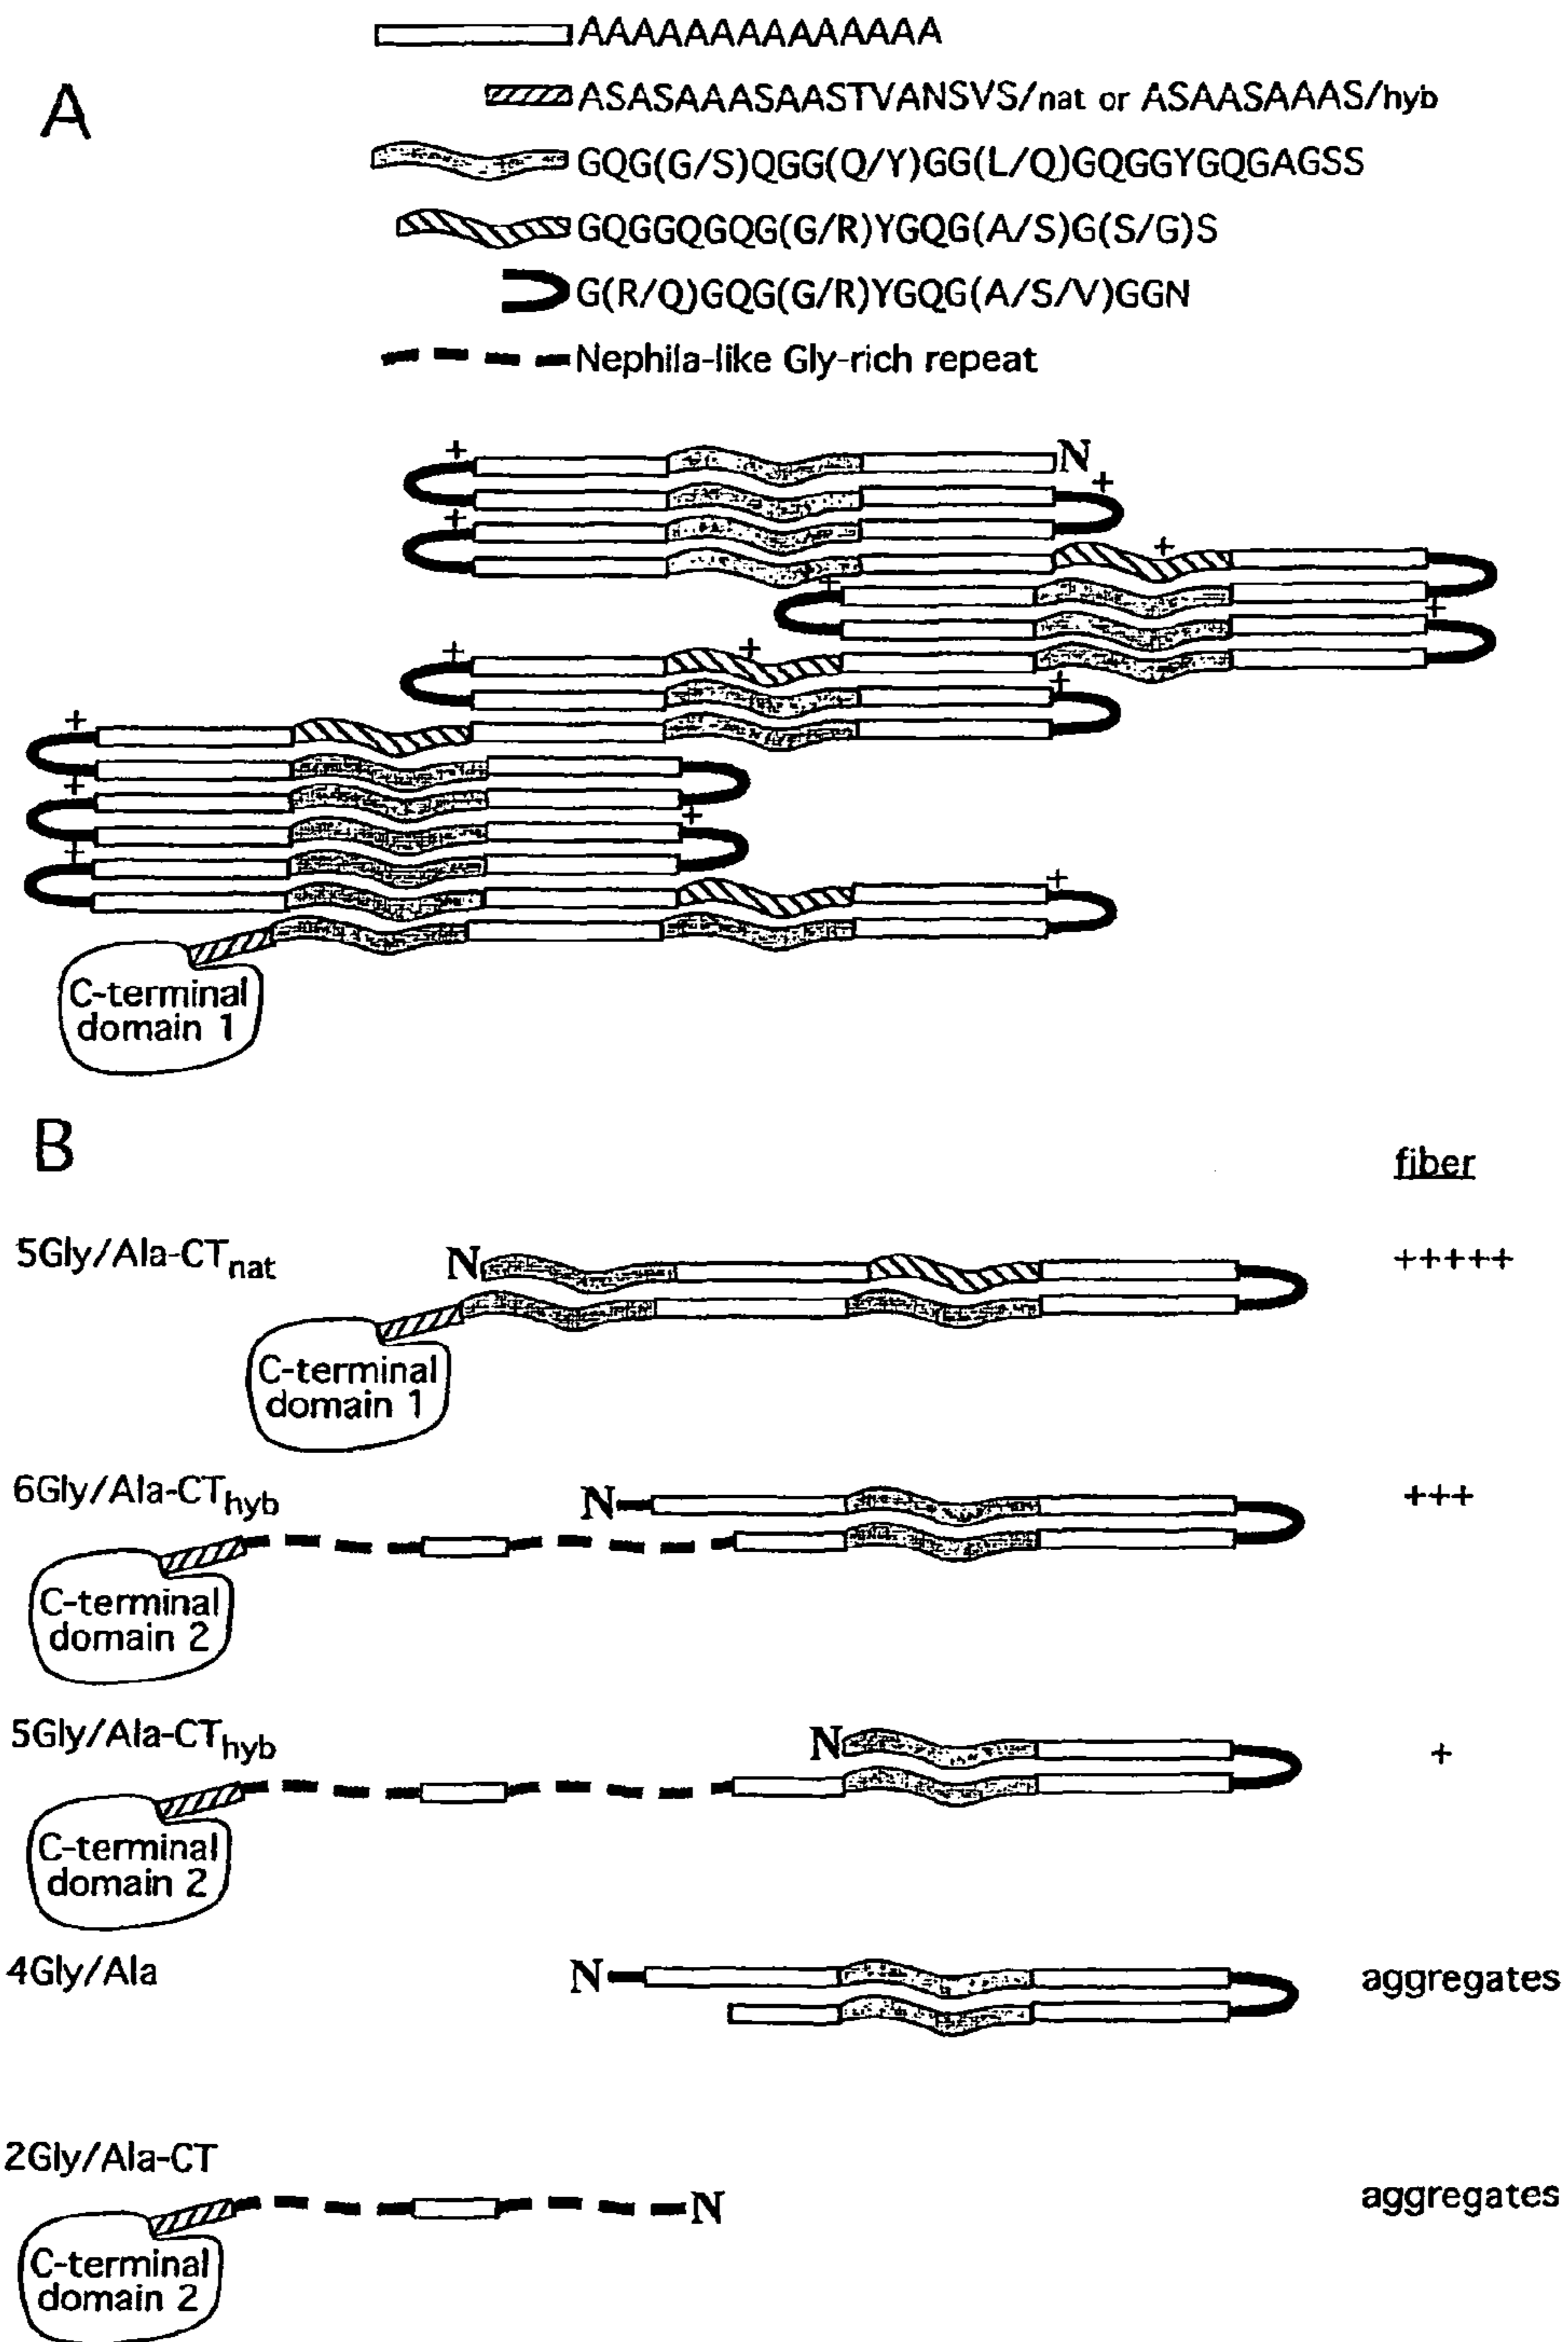 A
AAAAAAAAAAAAAA
ASASAAASAASTVANSVS/nat or ASAASAAAS/hyb
GQG(G/S)QGG(Q/Y)GG(L/Q)GQGGYGQGAGSS
GQGGQGQG(G/R)YGQG(A/S)G(S/G)S
G(R/Q)GQG(G/R)YGQG(A/S/V)GGN
Nephila-like Gly-rich repeat
+ N
+
+
+
+
+
+ +
+
+
+
+
+
+
C-terminal
domain 1
B
fiber
5Gly/Ala-CTnat N +++++
C-terminal
domain 1
6Gly/Ala-CThyb N +++
C-terminal
domain 2
5Gly/Ala-CThyb N +
C-terminal
domain 2
4Gly/Ala N aggregates
2Gly/Ala-CT
N aggregates
C-terminal
domain 2